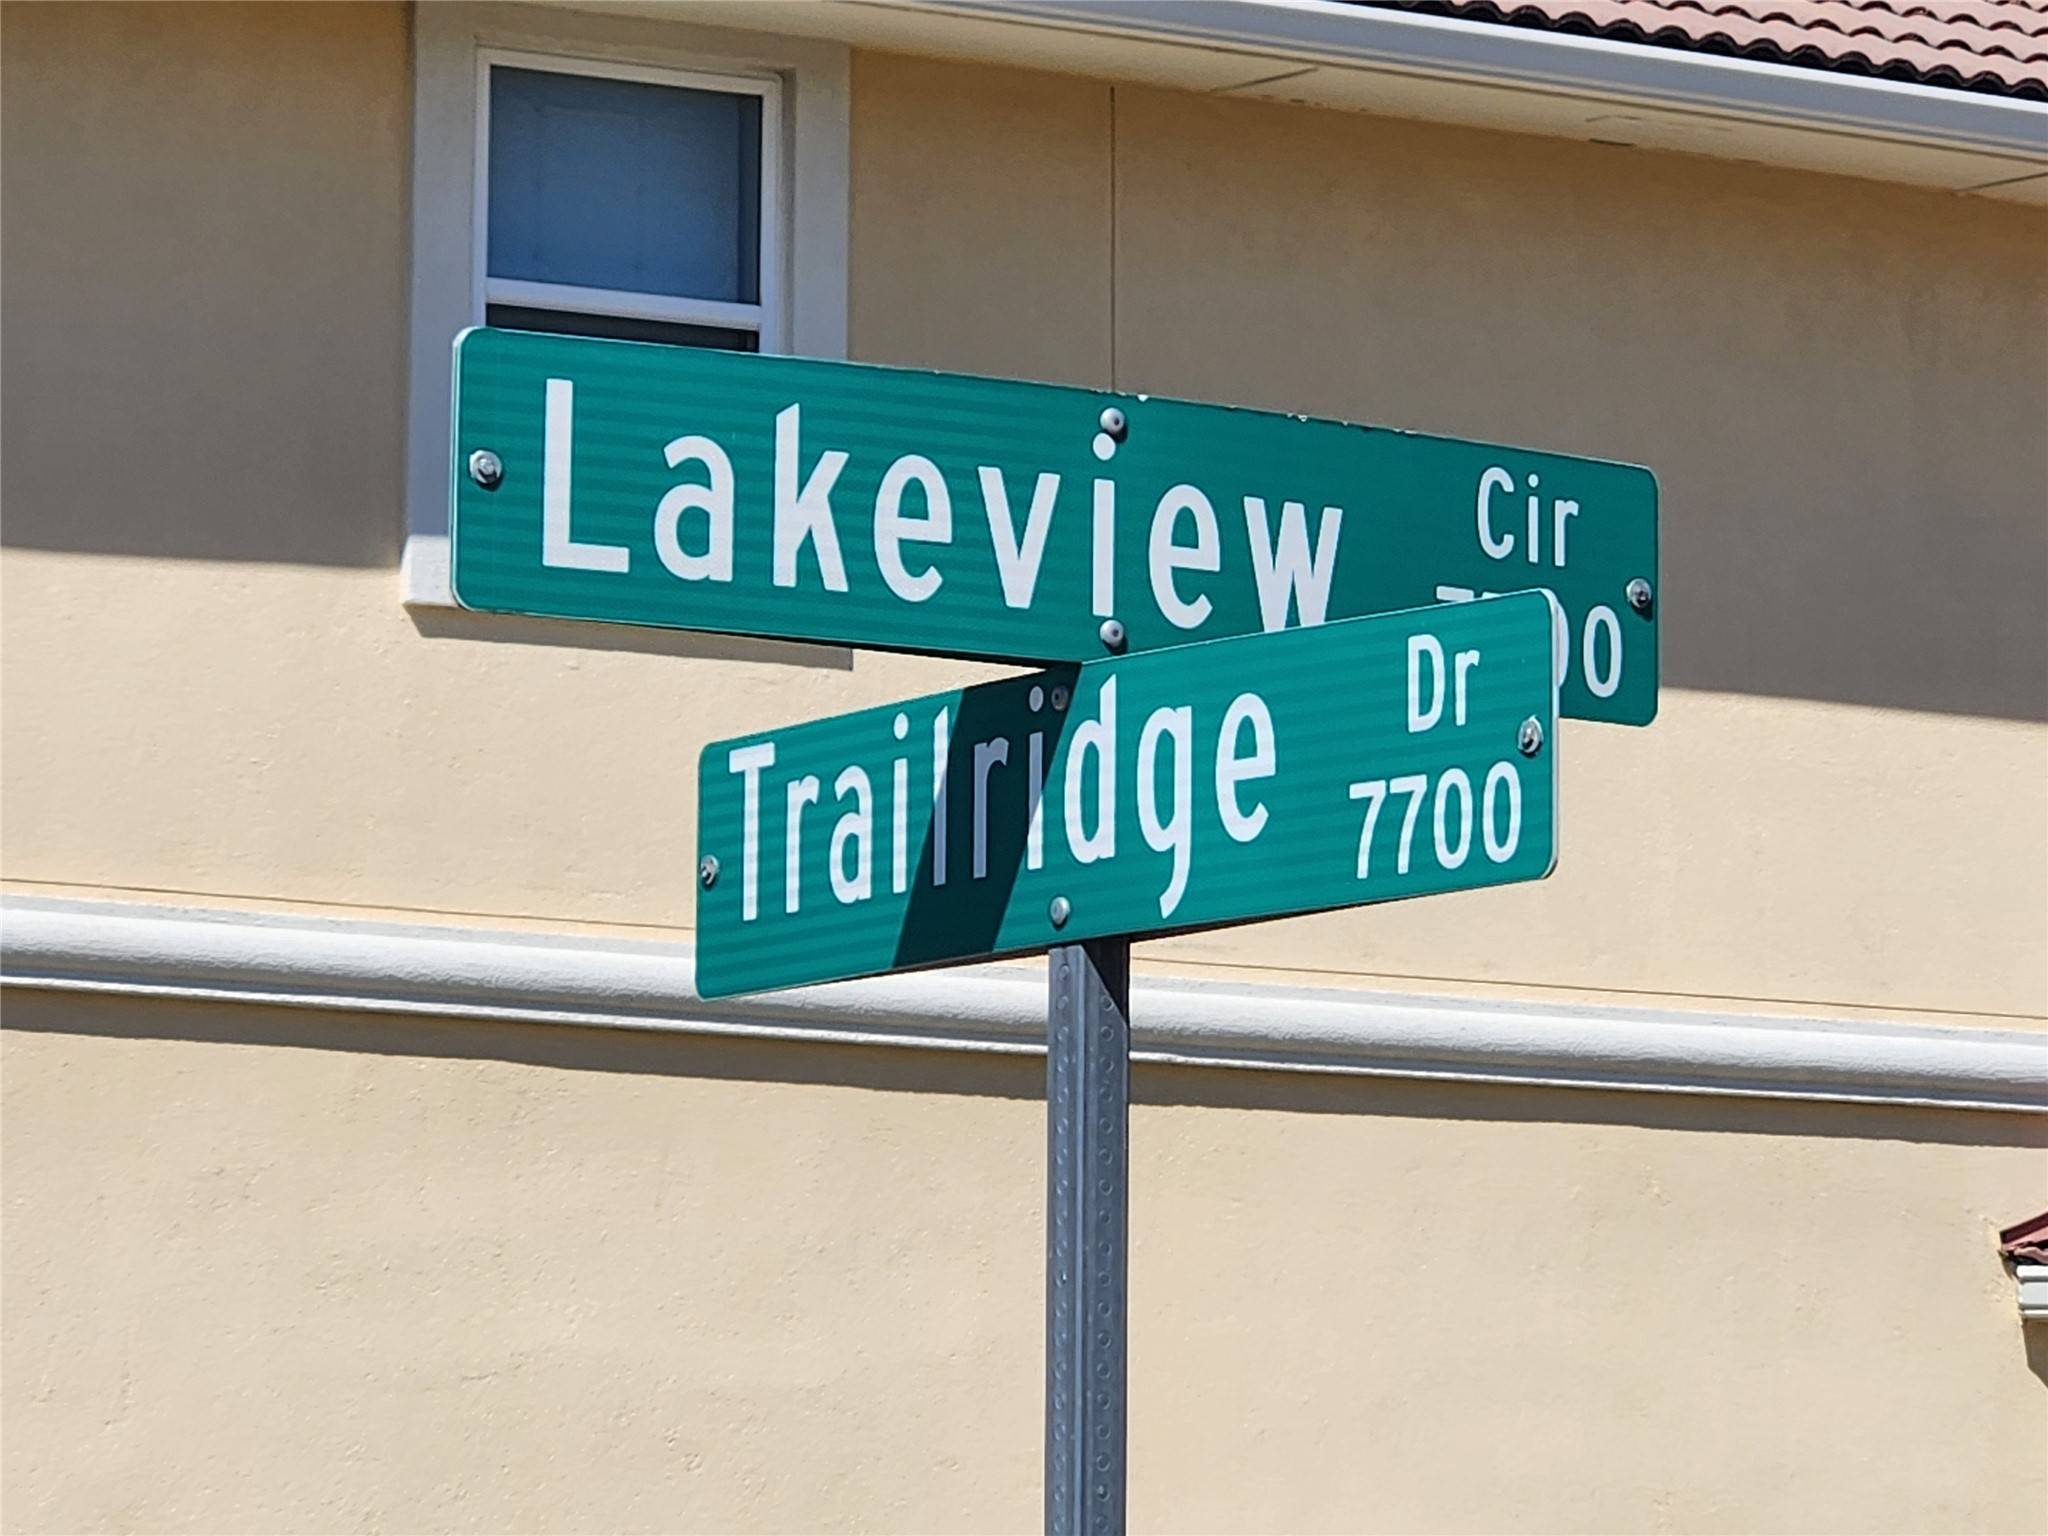 Lakeview Cir
Trailridge Dr
7700